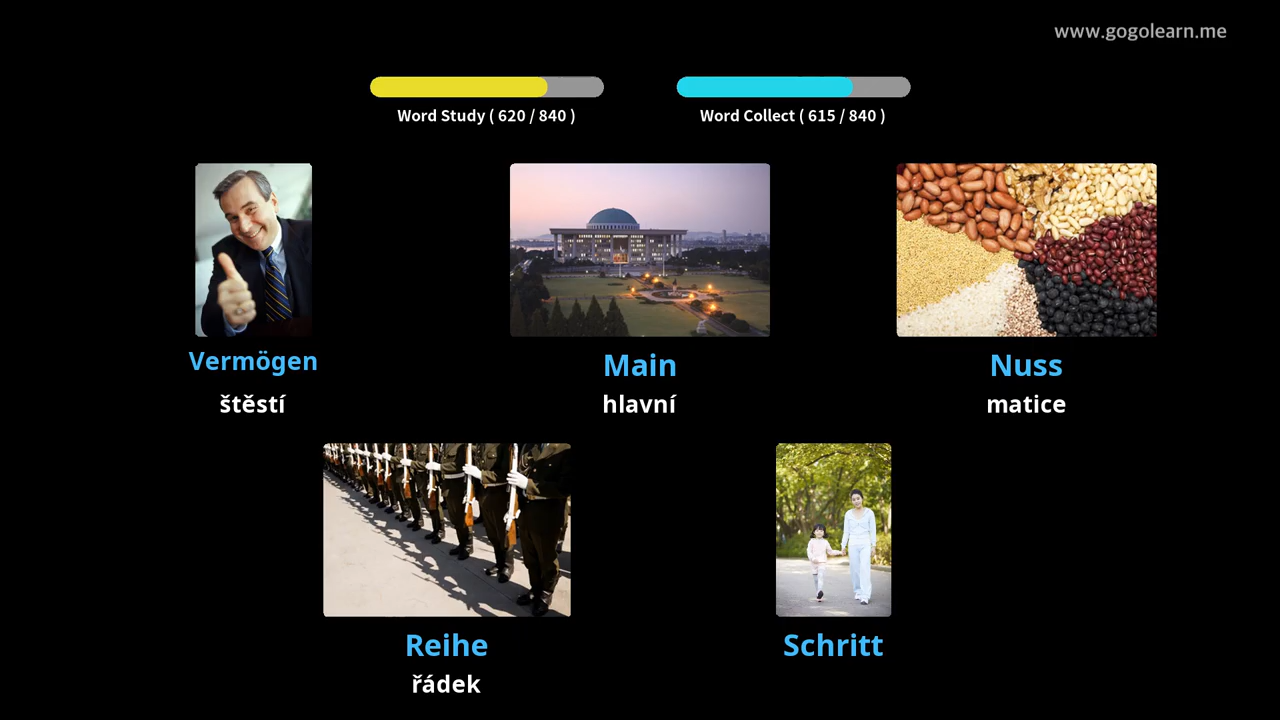 www.gogolearn.me
Word Study ( 620 / 840 )
Word Collect ( 615 / 840 )
Vermögen
štěstí
Main
hlavní
Nuss
matice
Reihe
řádek
Schritt